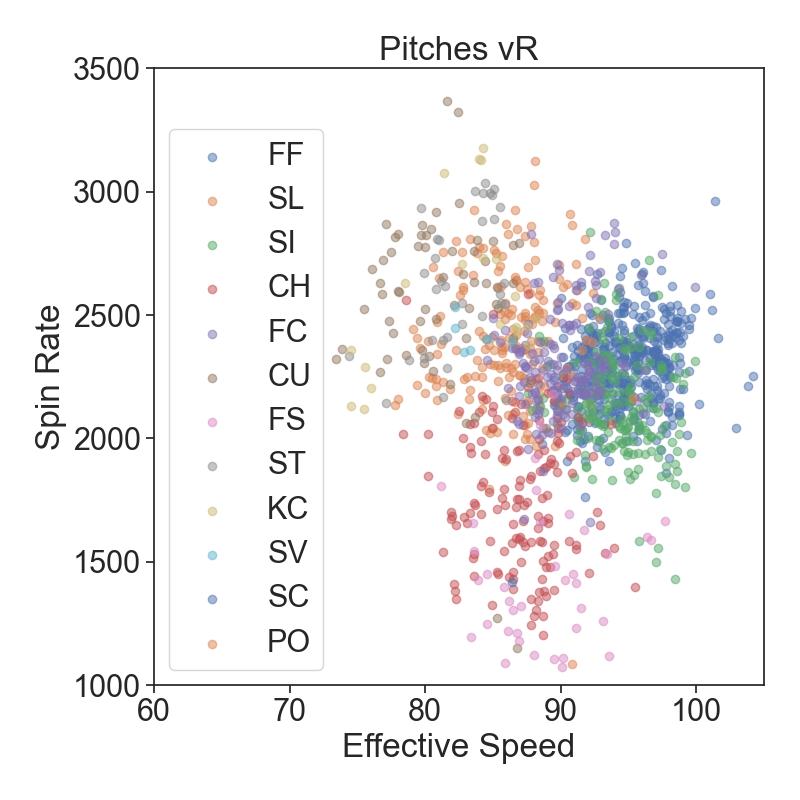 Pitches vR
3500
3000
2500
2000
1500
1000
Spin Rate
FF
SL
SI
CH
FC
CU
FS
ST
KC
SV
SC
PO
60 70 80 90 100
Effective Speed